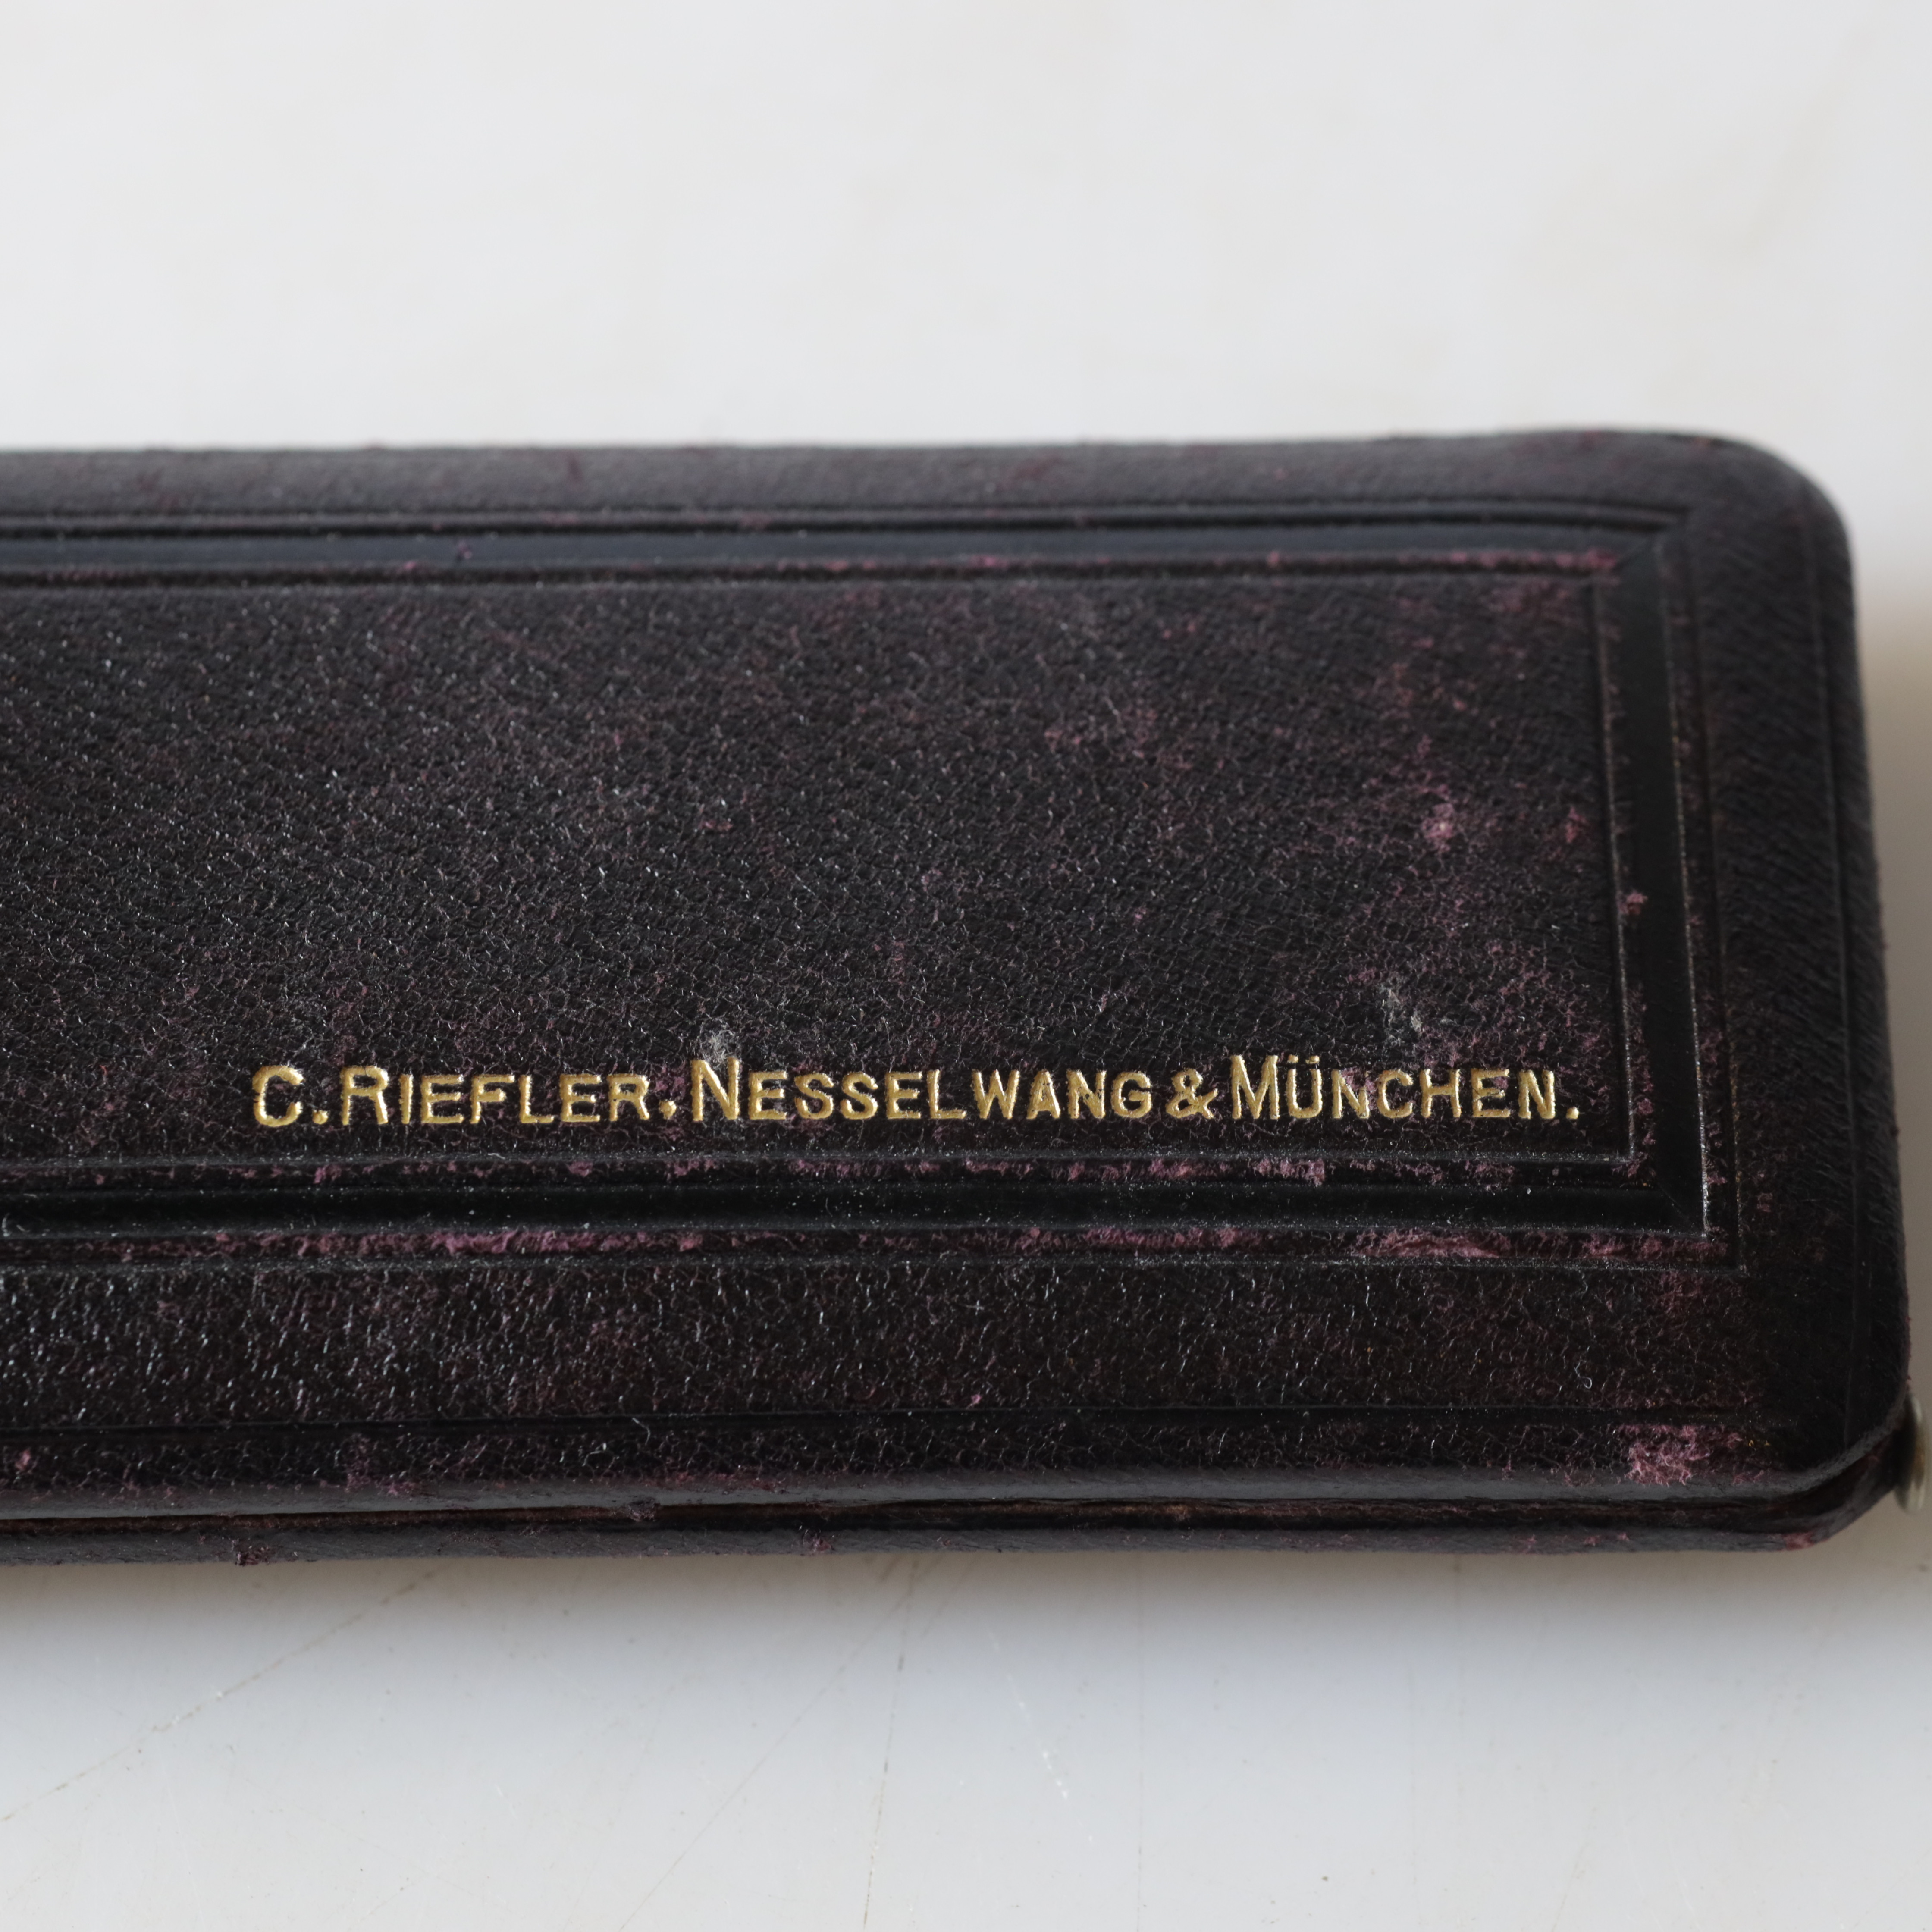 C. RIEFLER. NESSELWANG & MÜNCHEN.